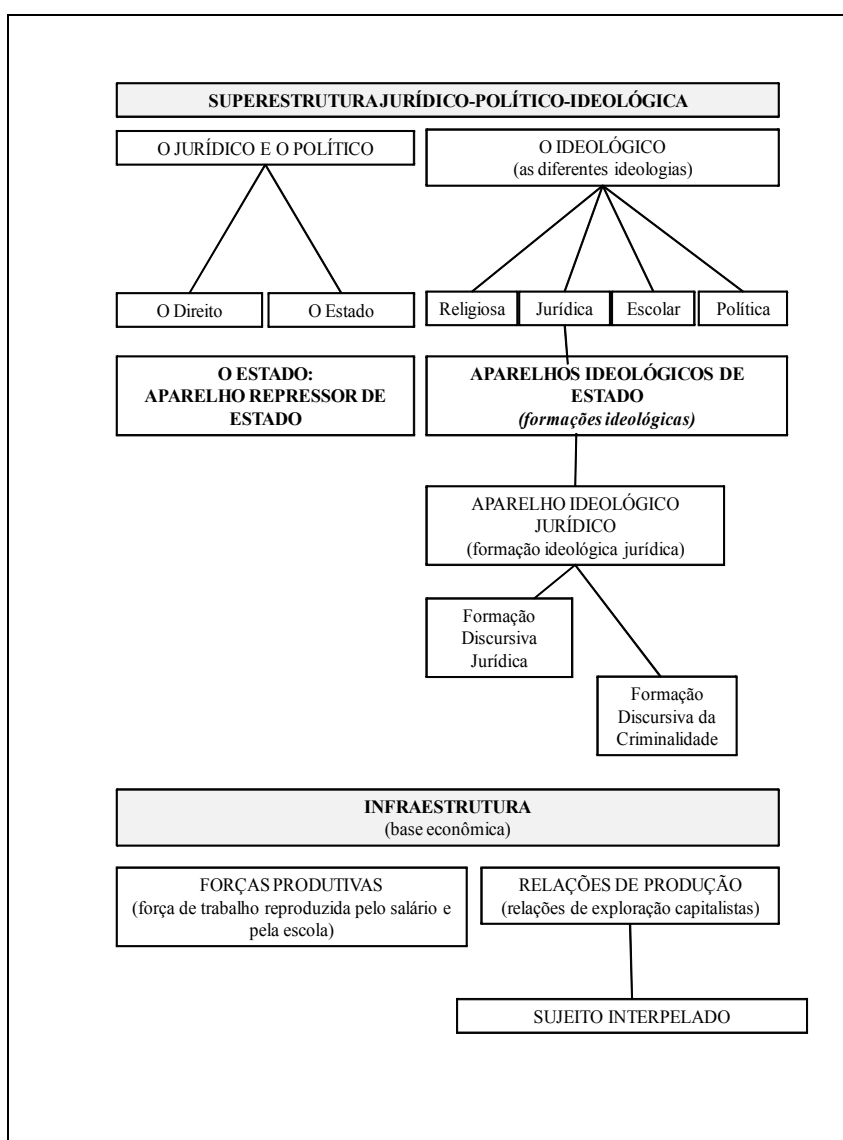 SUPERESTRUTURA JURÍDICO-POLÍTICO-IDEOLÓGICA
O JURÍDICO E O POLÍTICO
O IDEOLÓGICO
(as diferentes ideologias)
O Direito
O Estado
Religiosa
Jurídica
Escolar
Política
O ESTADO:
APARELHO REPRESSOR DE
ESTADO
APARELHOS IDEOLÓGICOS DE
ESTADO
(formações ideológicas)
APARELHO IDEOLÓGICO
JURÍDICO
(formação ideológica jurídica)
Formação
Discursiva
Jurídica
Formação
Discursiva da
Criminalidade
INFRAESTRUTURA
(base econômica)
FORÇAS PRODUTIVAS
(força de trabalho reproduzida pelo salário e
pela escola)
RELAÇÕES DE PRODUÇÃO
(relações de exploração capitalistas)
SUJEITO INTERPELADO